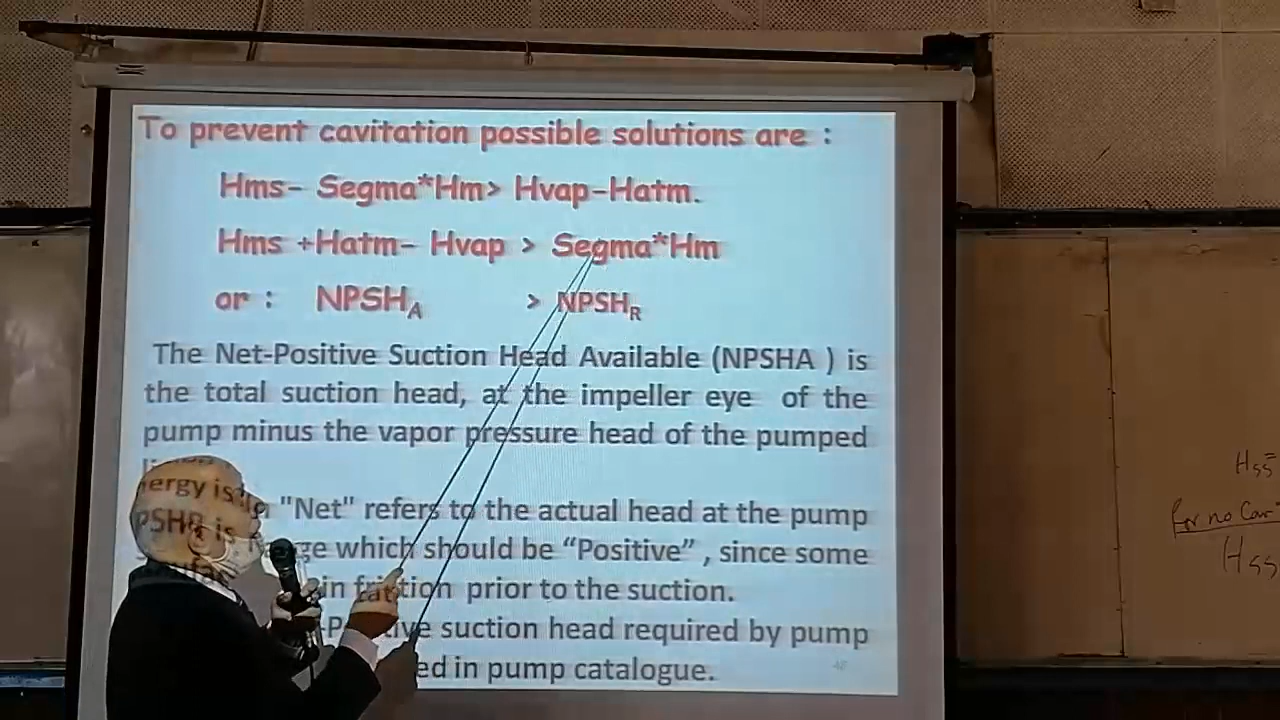 To prevent cavitation possible solutions are :
Hms- Segma*Hm> Hvap-Hatm.
Hms +Hatm- Hvap > Segma*Hm
or : NPSHA > NPSHR
The Net-Positive Suction Head Available (NPSHA ) is
the total suction head, at the impeller eye of the
pump minus the vapor pressure head of the pumped
"Net" refers to the actual head at the pump
which should be “Positive” , since some
in friction prior to the suction.
suction head required by pump
in pump catalogue.
48
Hss=
For no Cav
Hss